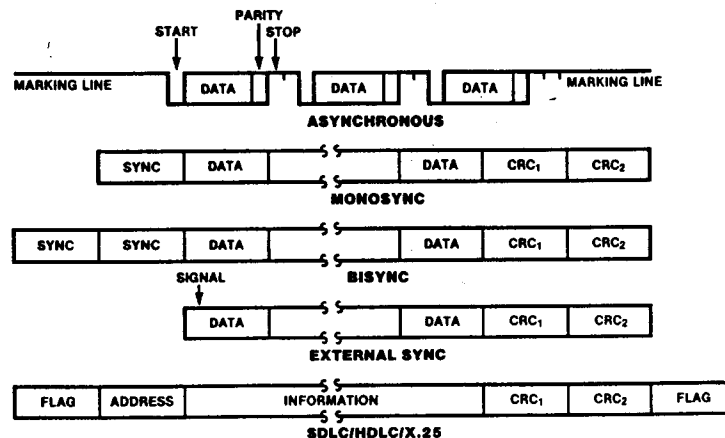 PARITY
START STOP
MARKING LINE DATA DATA DATA MARKING LINE
ASYNCHRONOUS
SYNC DATA DATA CRC₁ CRC₂
MONOSYNC
SYNC SYNC DATA DATA CRC₁ CRC₂
BISYNC
SIGNAL
DATA DATA CRC₁ CRC₂
EXTERNAL SYNC
FLAG ADDRESS INFORMATION CRC₁ CRC₂ FLAG
SDLC/HDLC/X.25